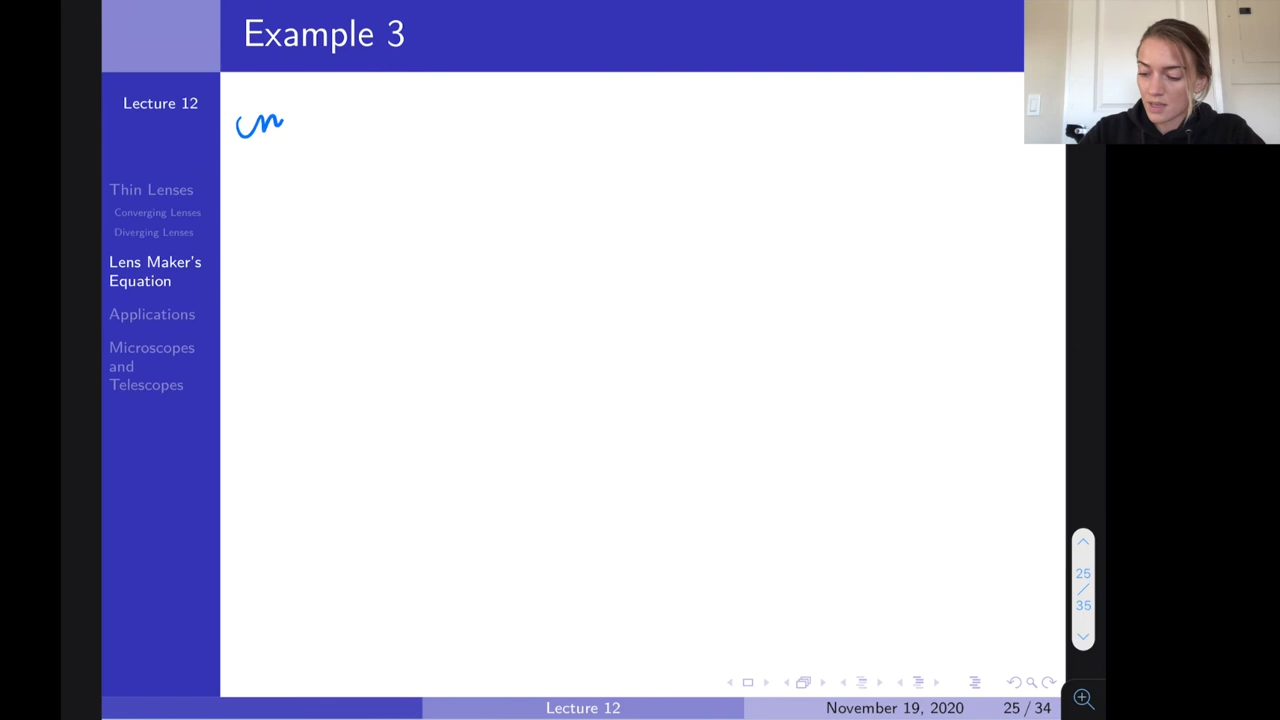 Example 3
Lecture 12
Thin Lenses
Converging Lenses
Diverging Lenses
Lens Maker's
Equation
Applications
Microscopes
and
Telescopes
25
/
35
Lecture 12
November 19, 2020
25 / 34